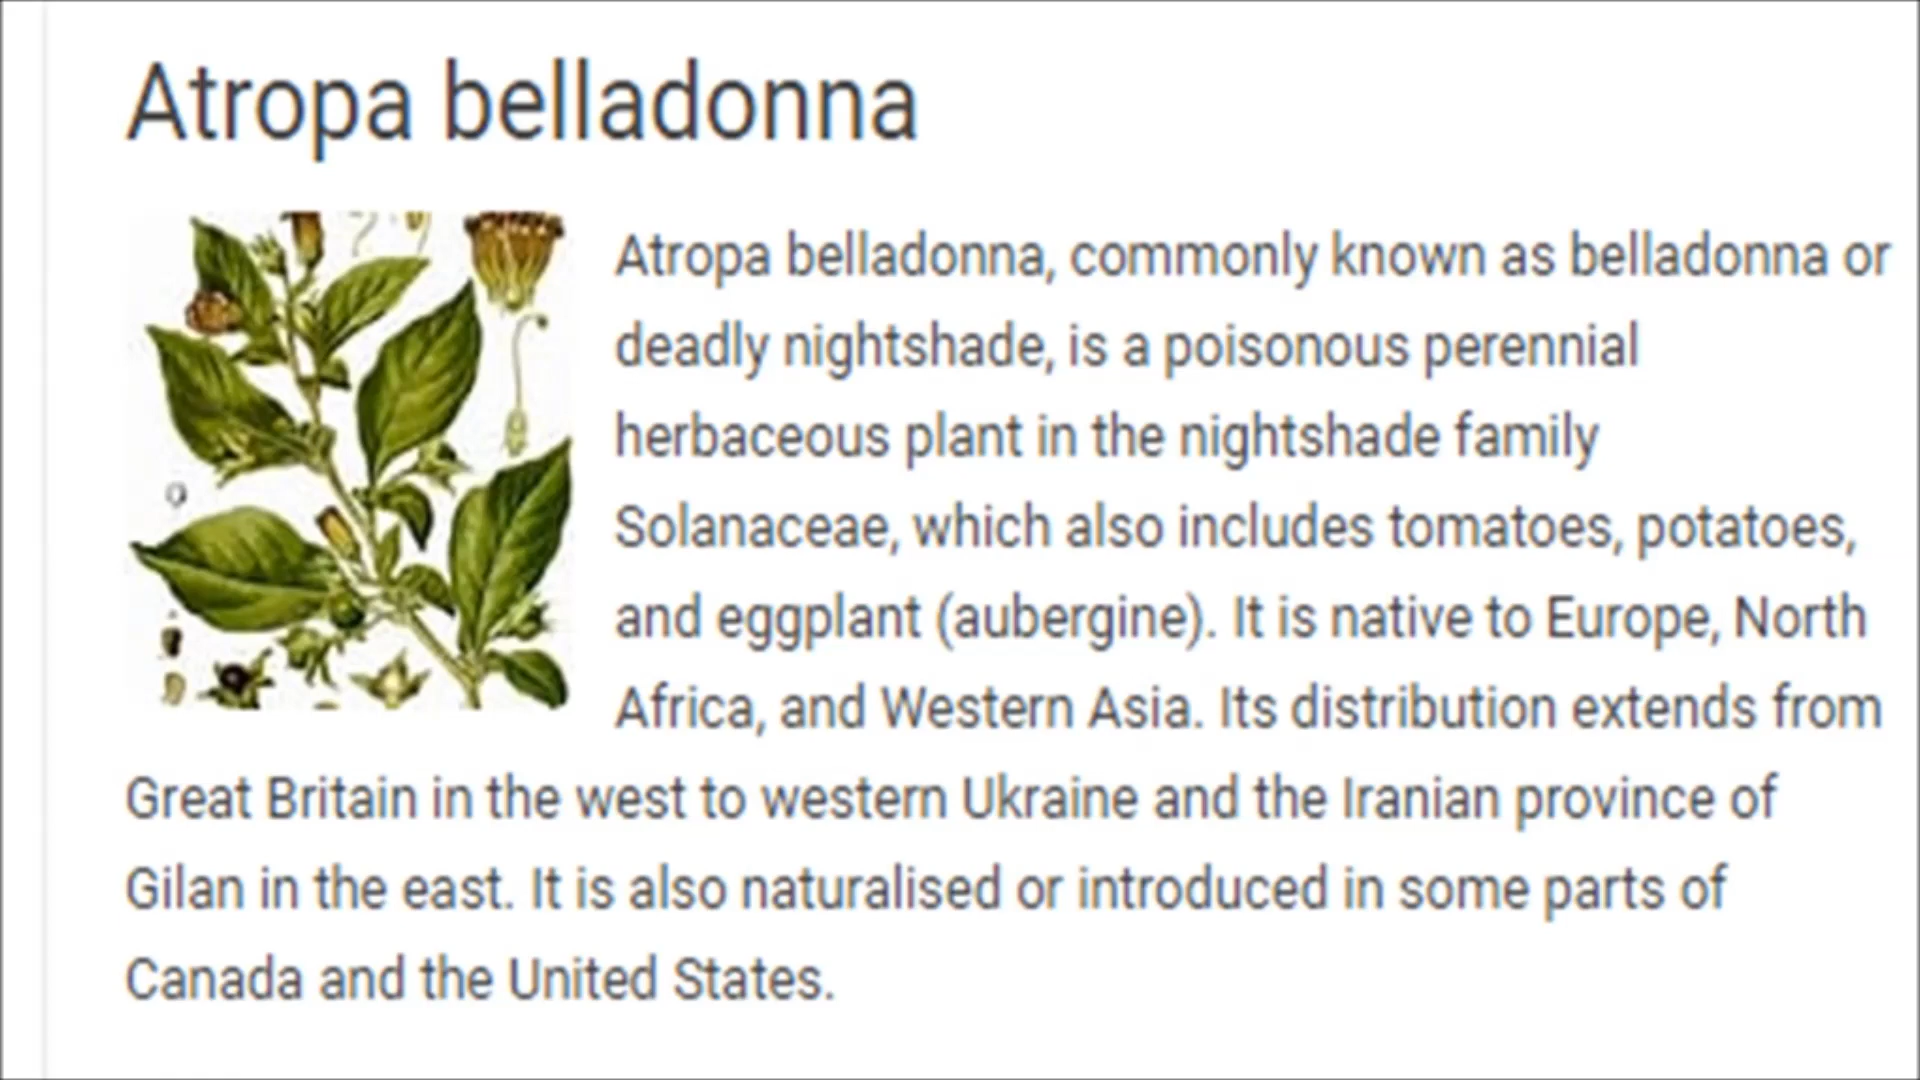 Atropa belladonna
Atropa belladonna, commonly known as belladonna or
deadly nightshade, is a poisonous perennial
herbaceous plant in the nightshade family
Solanaceae, which also includes tomatoes, potatoes,
and eggplant (aubergine). It is native to Europe, North
Africa, and Western Asia. Its distribution extends from
Great Britain in the west to western Ukraine and the Iranian province of
Gilan in the east. It is also naturalised or introduced in some parts of
Canada and the United States.